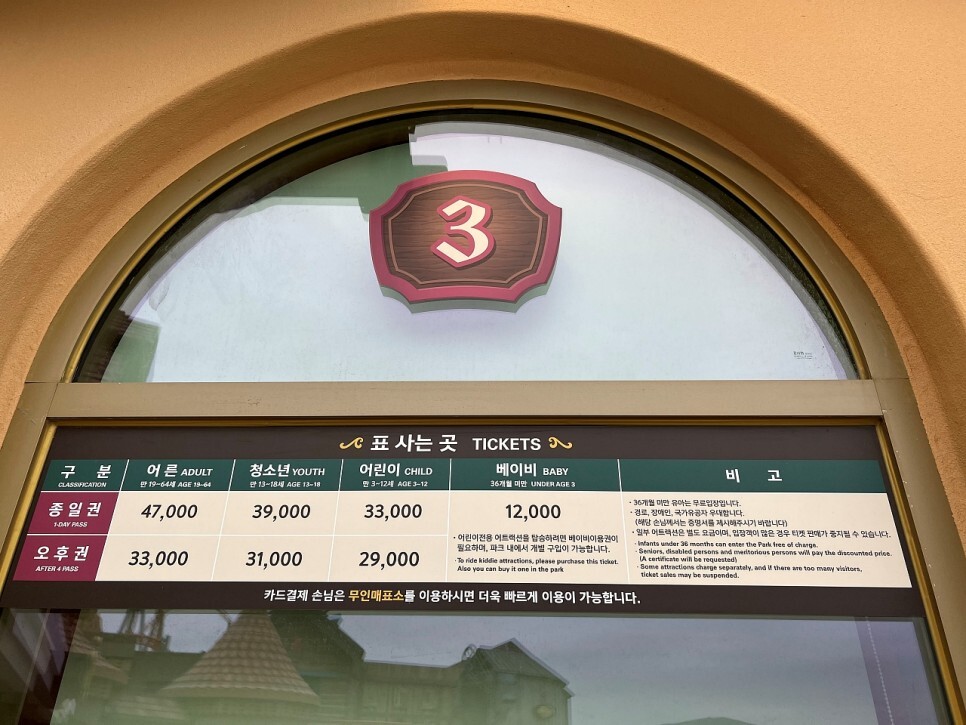 3
표 사는 곳 TICKETS
구 분 어른 ADULT 청소년 YOUTH 어린이 CHILD 베이비 BABY 비 고
CLASSIFICATION 만 19~64세 AGE 19~64 만 13~18세 AGE 13~18 만 3~12세 AGE 3~12 36개월 미만 UNDER AGE 3
종일권 47,000 39,000 33,000 12,000
1-DAY PASS
오후권 33,000 31,000 29,000
AFTER 4 PASS
· 어린이전용 어트랙션을 탑승하려면 베이비이용권이
필요하며, 파크 내에서 개별 구입이 가능합니다.
· To ride kiddie attractions, please purchase this ticket.
Also you can buy it one in the park
· 36개월 미만 유아는 무료입장입니다.
· 경로, 장애인, 국가유공자 우대합니다.
(해당 손님께서는 증명서를 제시해주시기 바랍니다)
· 일부 어트랙션은 별도 요금이며, 입장객이 많은 경우 티켓 판매가 중지될 수 있습니다.
· Infants under 36 months can enter the Park free of charge.
· Seniors, disabled persons and meritorious persons will pay the discounted price.
(A certificate will be requested)
· Some attractions charge separately, and if there are too many visitors,
ticket sales may be suspended.
카드결제 손님은 무인매표소를 이용하시면 더욱 빠르게 이용이 가능합니다.